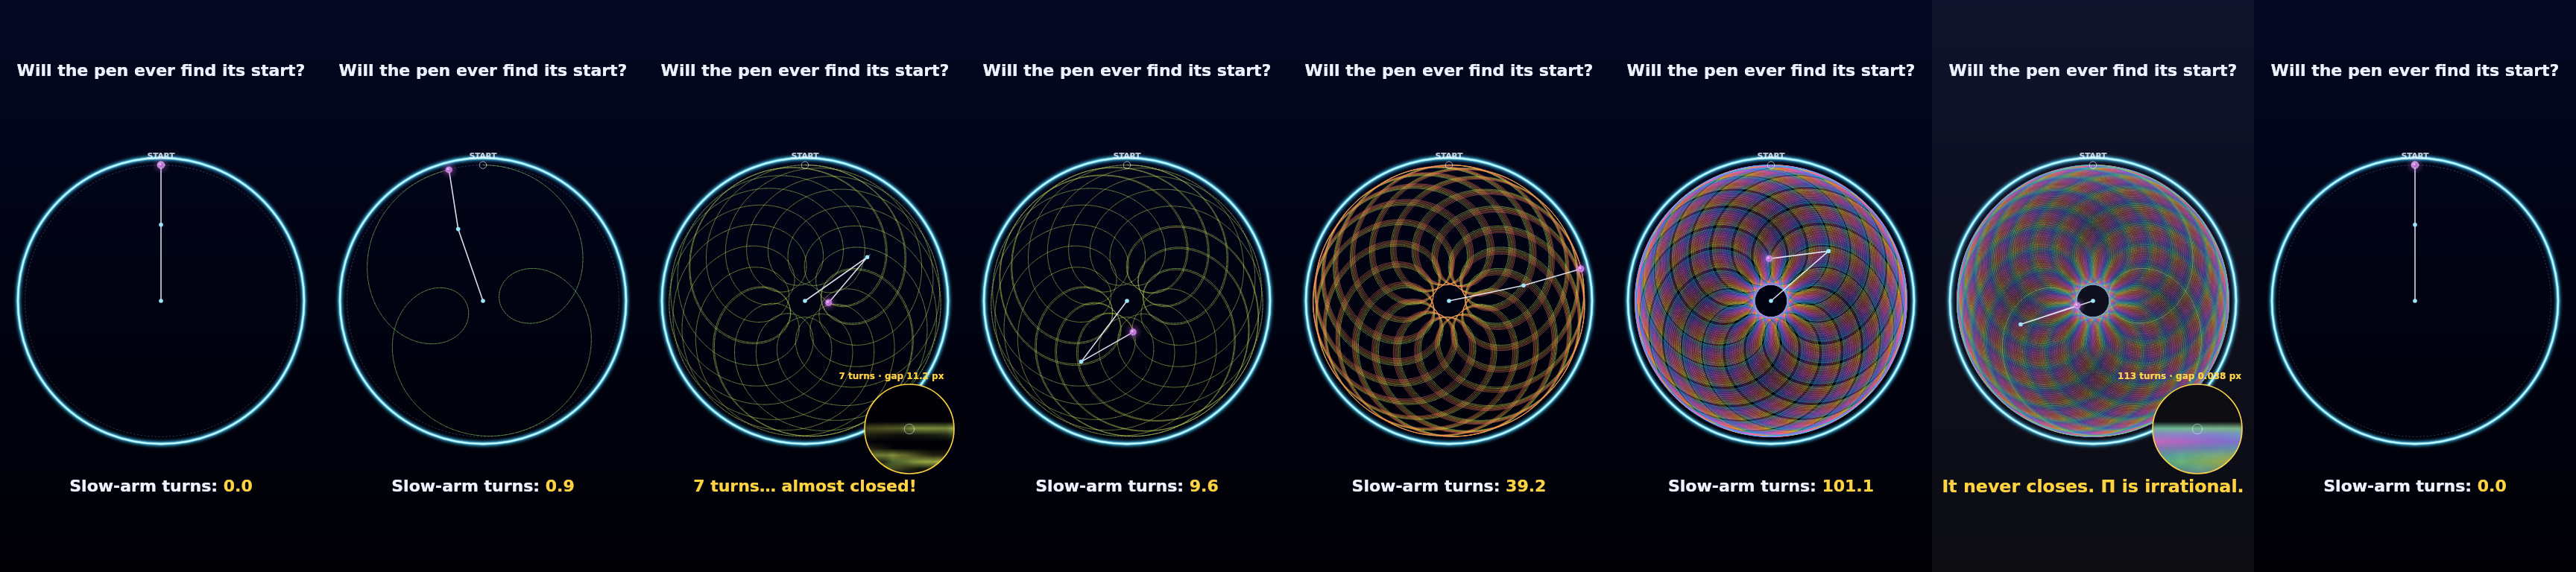 Will the pen ever find its start?
START
Slow-arm turns: 0.0
Will the pen ever find its start?
START
Slow-arm turns: 0.9
Will the pen ever find its start?
START
7 turns · gap 11.2 px
7 turns... almost closed!
Will the pen ever find its start?
START
Slow-arm turns: 9.6
Will the pen ever find its start?
START
Slow-arm turns: 39.2
Will the pen ever find its start?
START
Slow-arm turns: 101.1
Will the pen ever find its start?
START
113 turns · gap 0.038 px
It never closes. Π is irrational.
Will the pen ever find its start?
START
Slow-arm turns: 0.0